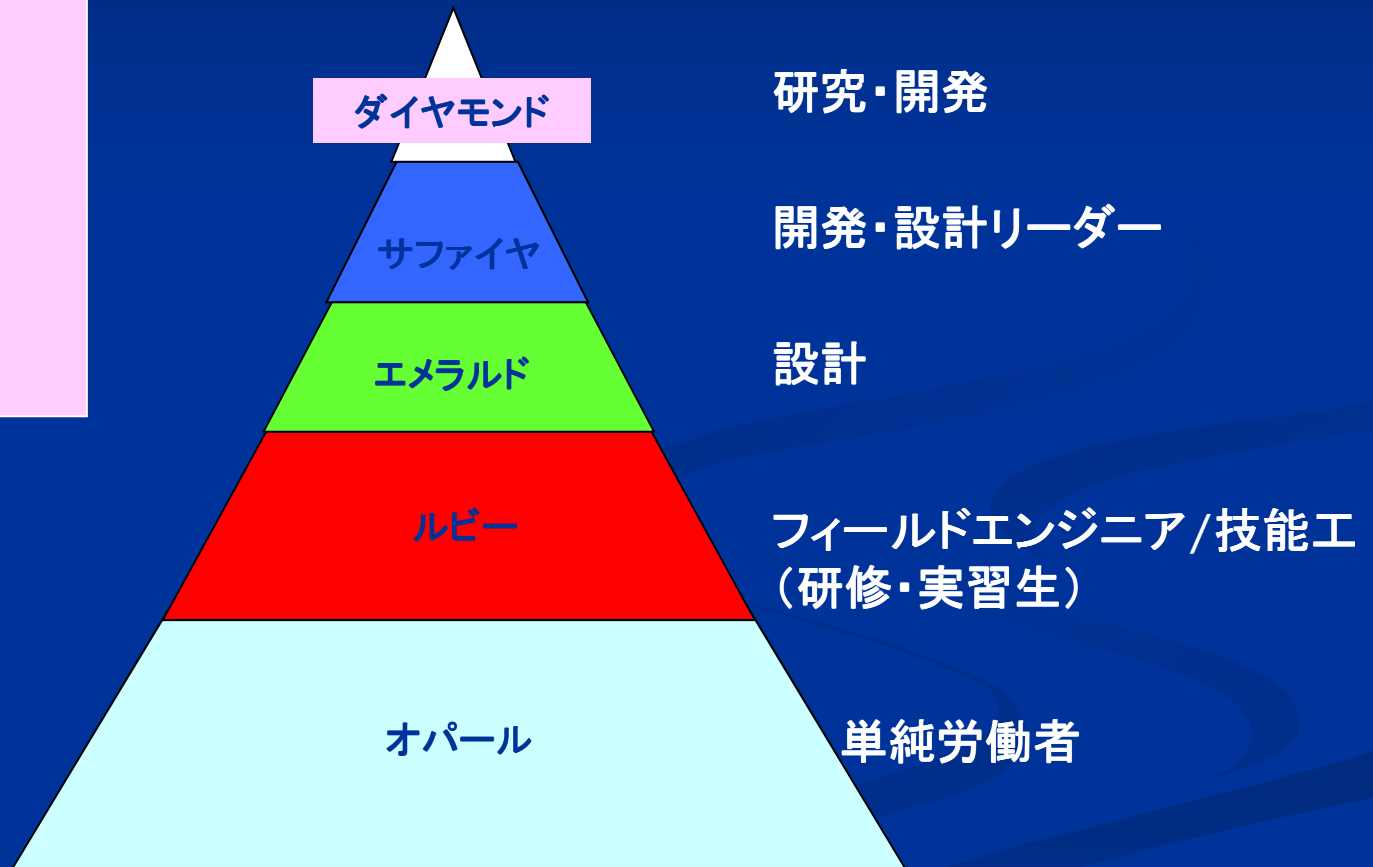 ダイヤモンド
研究・開発
サファイヤ
開発・設計リーダー
エメラルド
設計
ルビー
フィールドエンジニア/技能工
（研修・実習生）
オパール
単純労働者